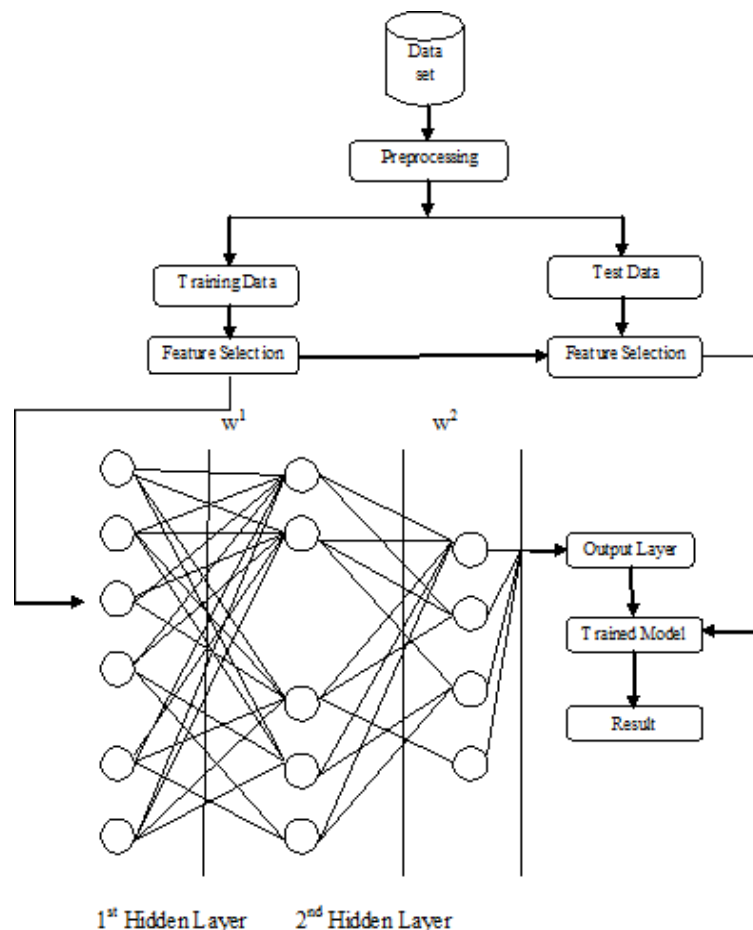 Data
set
Preprocessing
Training Data
Test Data
Feature Selection
Feature Selection
w1
w2
Output Layer
Trained Model
Result
1st Hidden Layer
2nd Hidden Layer